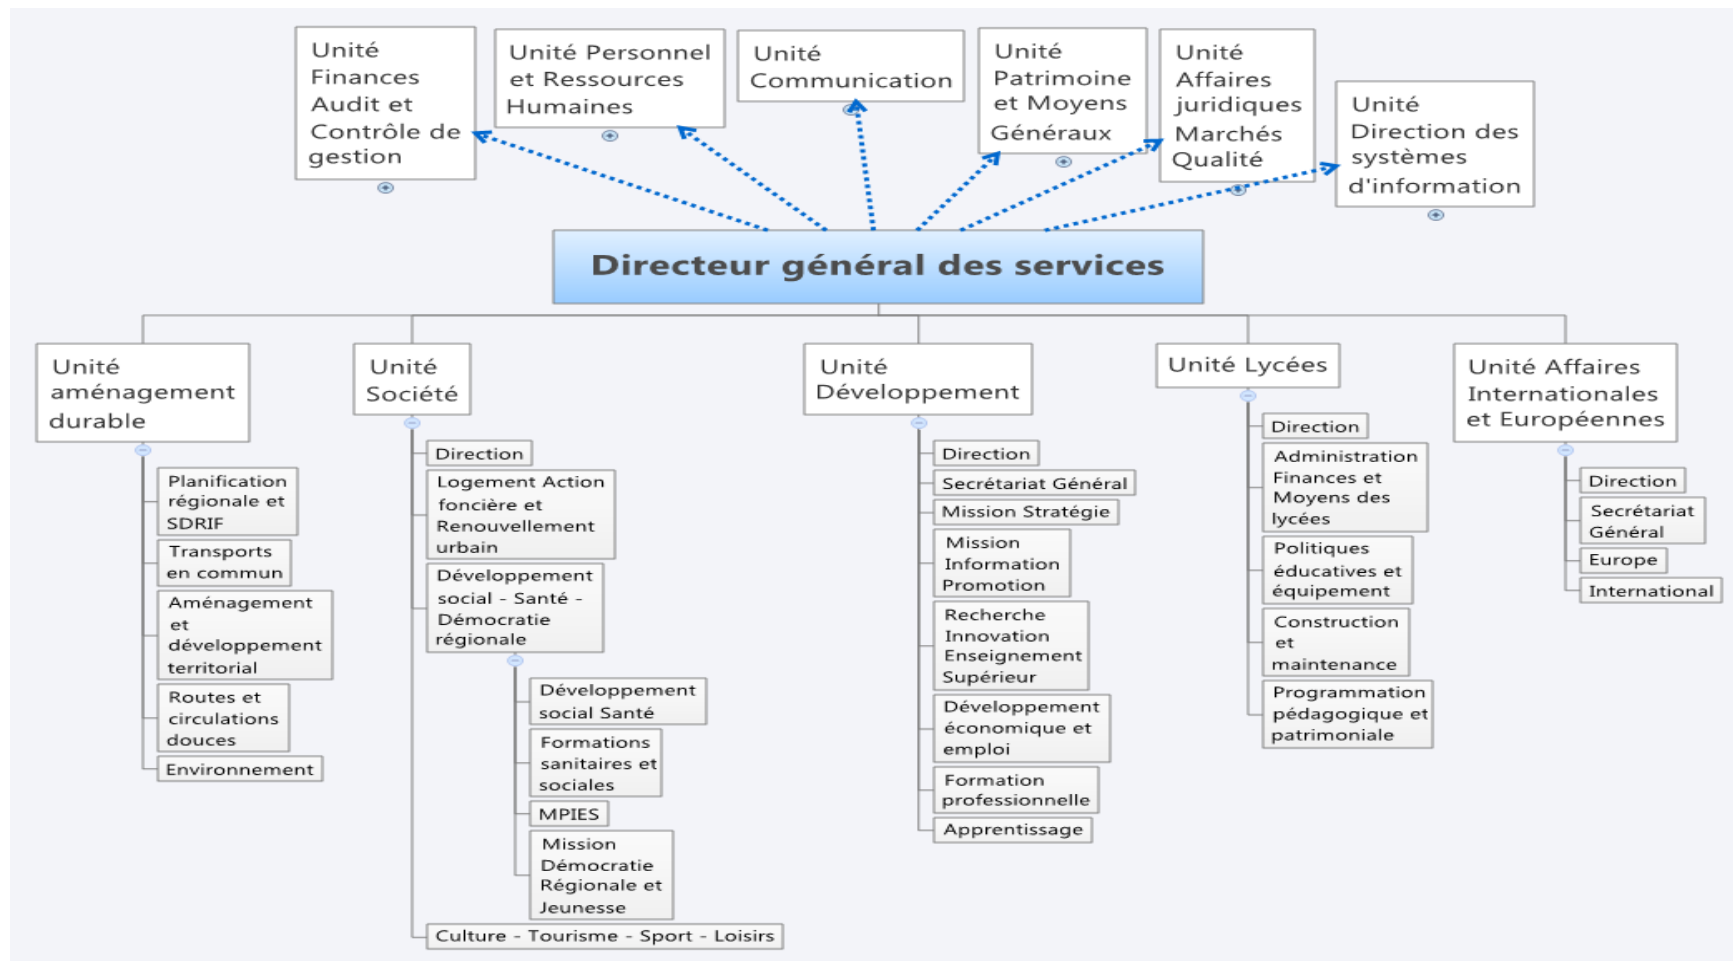 Unité
Finances
Audit et
Contrôle de
gestion
Unité Personnel
et Ressources
Humaines
Unité
Communication
Unité
Patrimoine
et Moyens
Généraux
Unité
Affaires
juridiques
Marchés
Qualité
Unité
Direction des
systèmes
d'information
Directeur général des services
Unité
aménagement
durable
Planification
régionale et
SDRIF
Transports
en commun
Aménagement
et
développement
territorial
Routes et
circulations
douces
Environnement
Unité
Société
Direction
Logement Action
foncière et
Renouvellement
urbain
Développement
social - Santé -
Démocratie
régionale
Développement
social Santé
Formations
sanitaires et
sociales
MPIES
Mission
Démocratie
Régionale et
Jeunesse
Culture - Tourisme - Sport - Loisirs
Unité
Développement
Direction
Secrétariat Général
Mission Stratégie
Mission
Information
Promotion
Recherche
Innovation
Enseignement
Supérieur
Développement
économique et
emploi
Formation
professionnelle
Apprentissage
Unité Lycées
Direction
Administration
Finances et
Moyens des
lycées
Politiques
éducatives et
équipement
Construction
et
maintenance
Programmation
pédagogique et
patrimoniale
Unité Affaires
Internationales
et Européennes
Direction
Secrétariat
Général
Europe
International